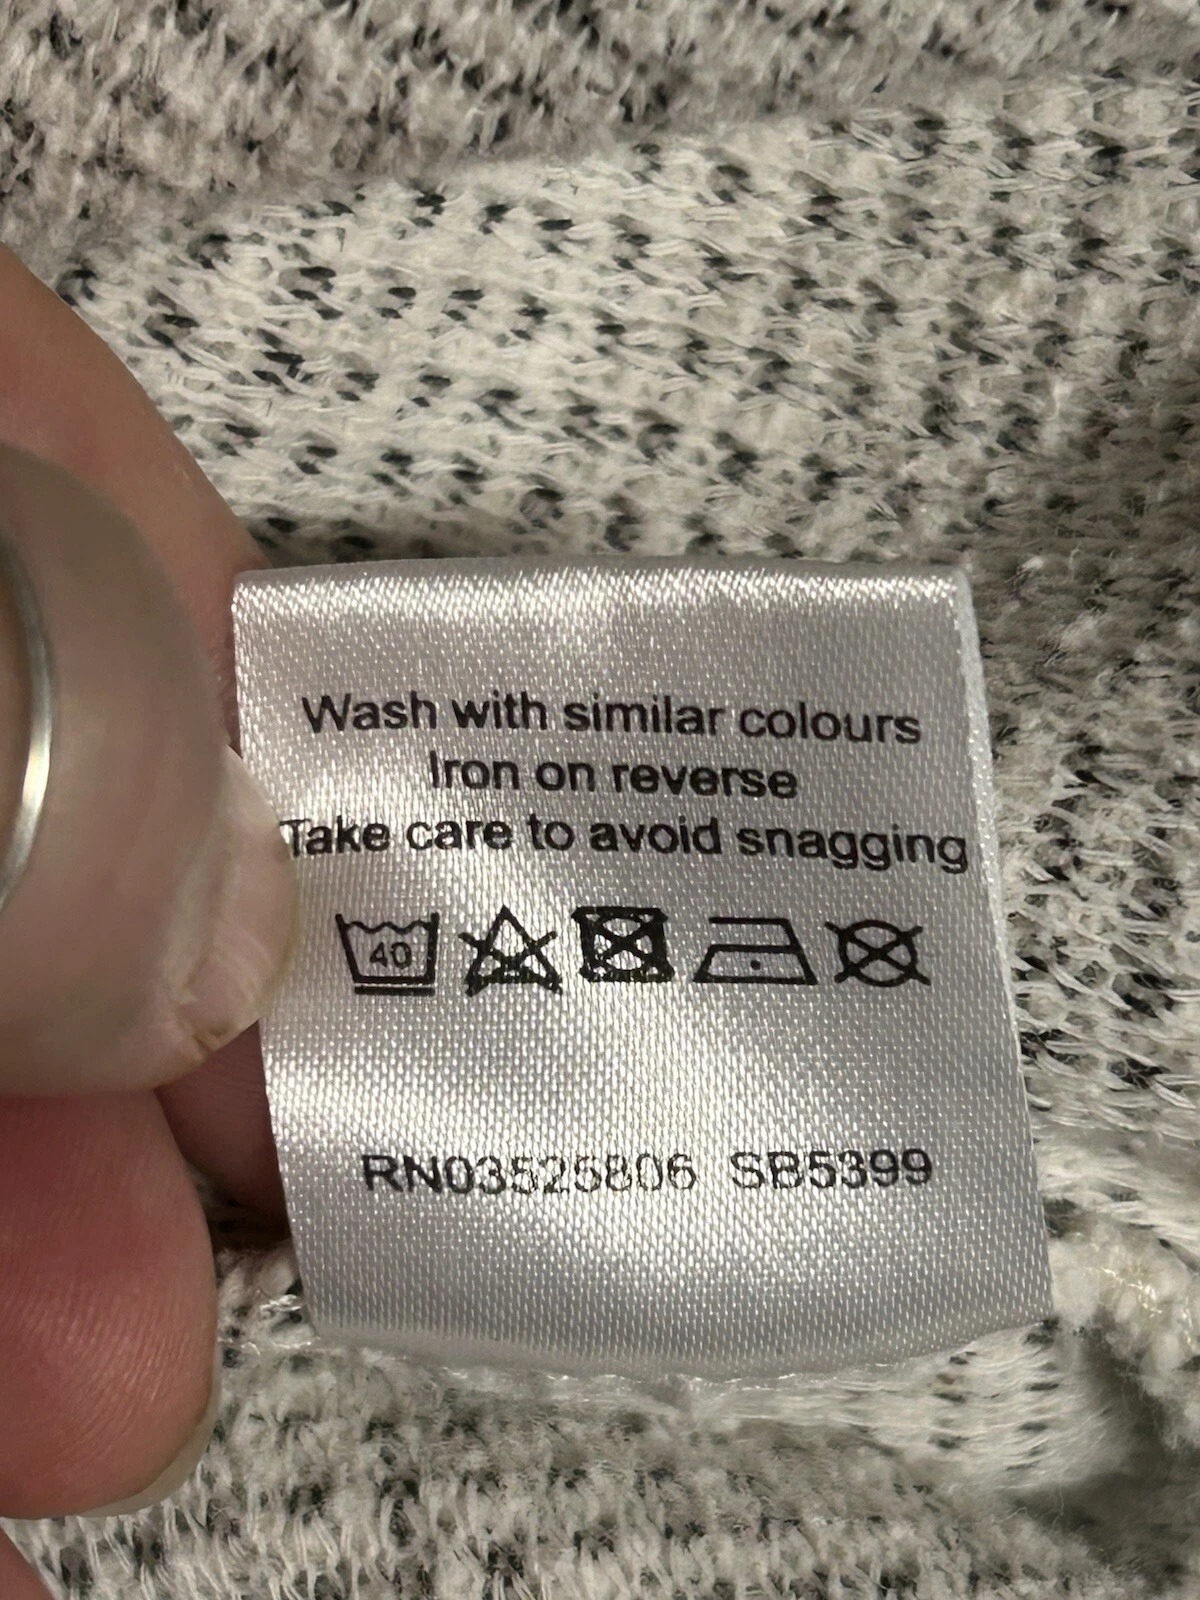 Wash with similar colours
Iron on reverse
Take care to avoid snagging
40
RN03525806 SB5399